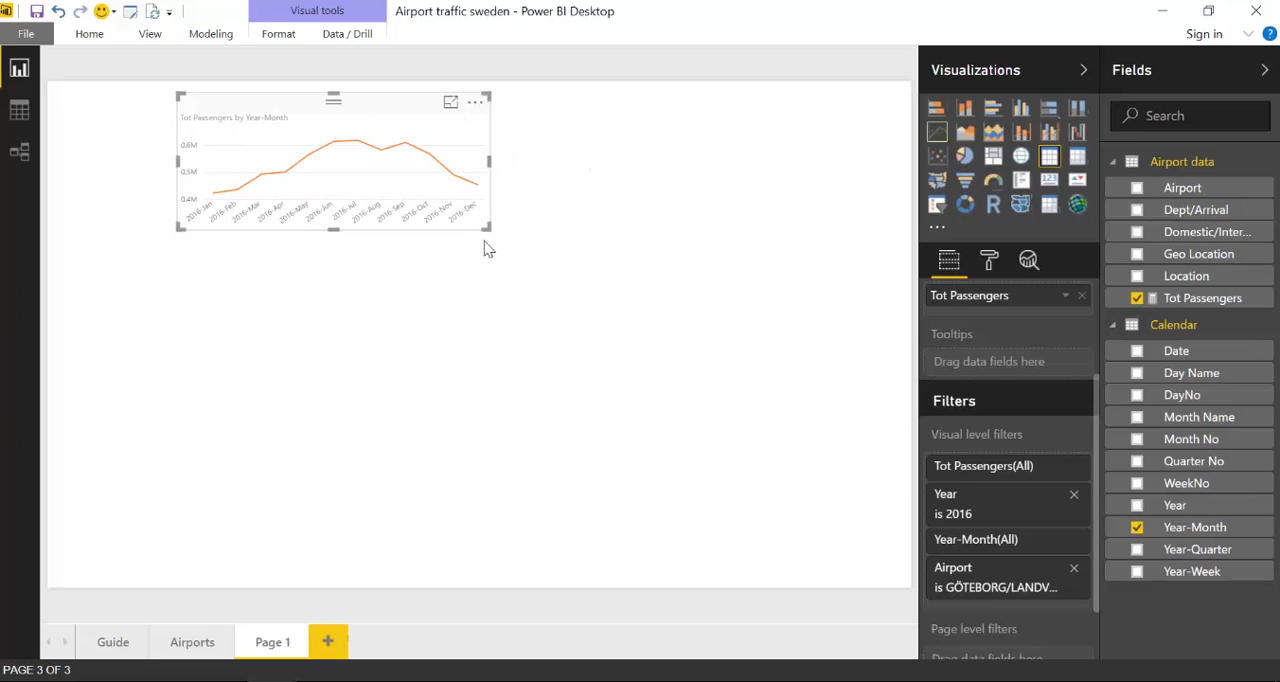 Visual tools
Airport traffic sweden - Power BI Desktop
File
Home
View
Modeling
Format
Data / Drill
Sign in
?
Tot Passengers by Year-Month
0.6M
0.5M
0.4M
2016-Jan
2016-Feb
2016-Mar
2016-Apr
2016-May
2016-Jun
2016-Jul
2016-Aug
2016-Sep
2016-Oct
2016-Nov
2016-Dec
Visualizations
123
R
Tot Passengers
Tooltips
Drag data fields here
Filters
Visual level filters
Tot Passengers(All)
Year
is 2016
Year-Month(All)
Airport
is GÖTEBORG/LANDV...
Page level filters
Drag data fields here
Fields
Search
Airport data
Airport
Dept/Arrival
Domestic/Inter...
Geo Location
Location
Tot Passengers
Calendar
Date
Day Name
DayNo
Month Name
Month No
Quarter No
WeekNo
Year
Year-Month
Year-Quarter
Year-Week
Guide
Airports
Page 1
PAGE 3 OF 3